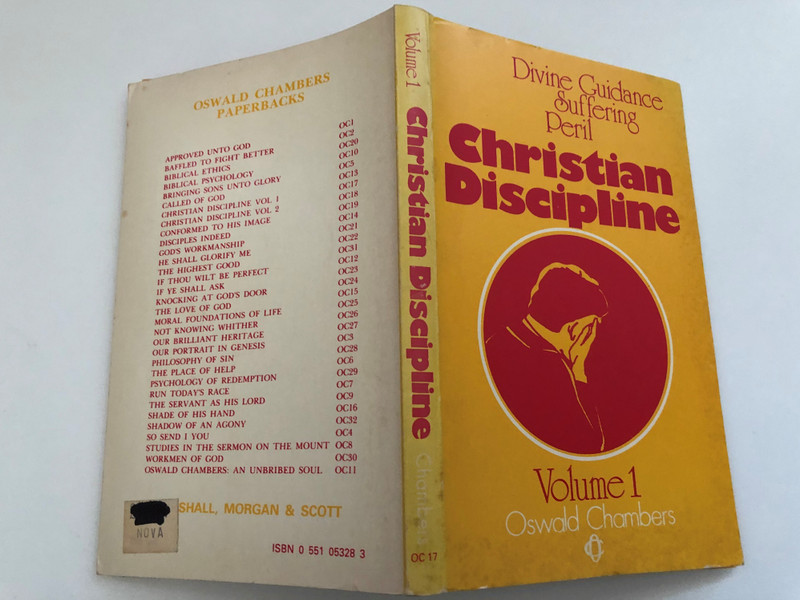 OSWALD CHAMBERS
PAPERBACKS
APPROVED UNTO GOD OC1
BAFFLED TO FIGHT BETTER OC2
BIBLICAL ETHICS OC20
BIBLICAL PSYCHOLOGY OC10
BRINGING SONS UNTO GLORY OC5
CALLED OF GOD OC13
CHRISTIAN DISCIPLINE VOL 1 OC17
CHRISTIAN DISCIPLINE VOL 2 OC18
CONFORMED TO HIS IMAGE OC19
DISCIPLES INDEED OC14
GOD'S WORKMANSHIP OC21
HE SHALL GLORIFY ME OC22
THE HIGHEST GOOD OC31
IF THOU WILT BE PERFECT OC12
IF YE SHALL ASK OC23
KNOCKING AT GOD'S DOOR OC24
THE LOVE OF GOD OC15
MORAL FOUNDATIONS OF LIFE OC25
NOT KNOWING WHITHER OC26
OUR BRILLIANT HERITAGE OC27
OUR PORTRAIT IN GENESIS OC3
PHILOSOPHY OF SIN OC28
THE PLACE OF HELP OC6
PSYCHOLOGY OF REDEMPTION OC29
RUN TODAY'S RACE OC7
THE SERVANT AS HIS LORD OC9
SHADE OF HIS HAND OC16
SHADOW OF AN AGONY OC32
SO SEND I YOU OC4
STUDIES IN THE SERMON ON THE MOUNT OC8
WORKMEN OF GOD OC30
OSWALD CHAMBERS: AN UNBRIBED SOUL OC11
SHALL, MORGAN & SCOTT
NOVA
ISBN 0 551 05328 3
Volume 1
Christian Discipline
Chambers
OC 17
Divine Guidance
Suffering
Peril
Christian
Discipline
Volume 1
Oswald Chambers